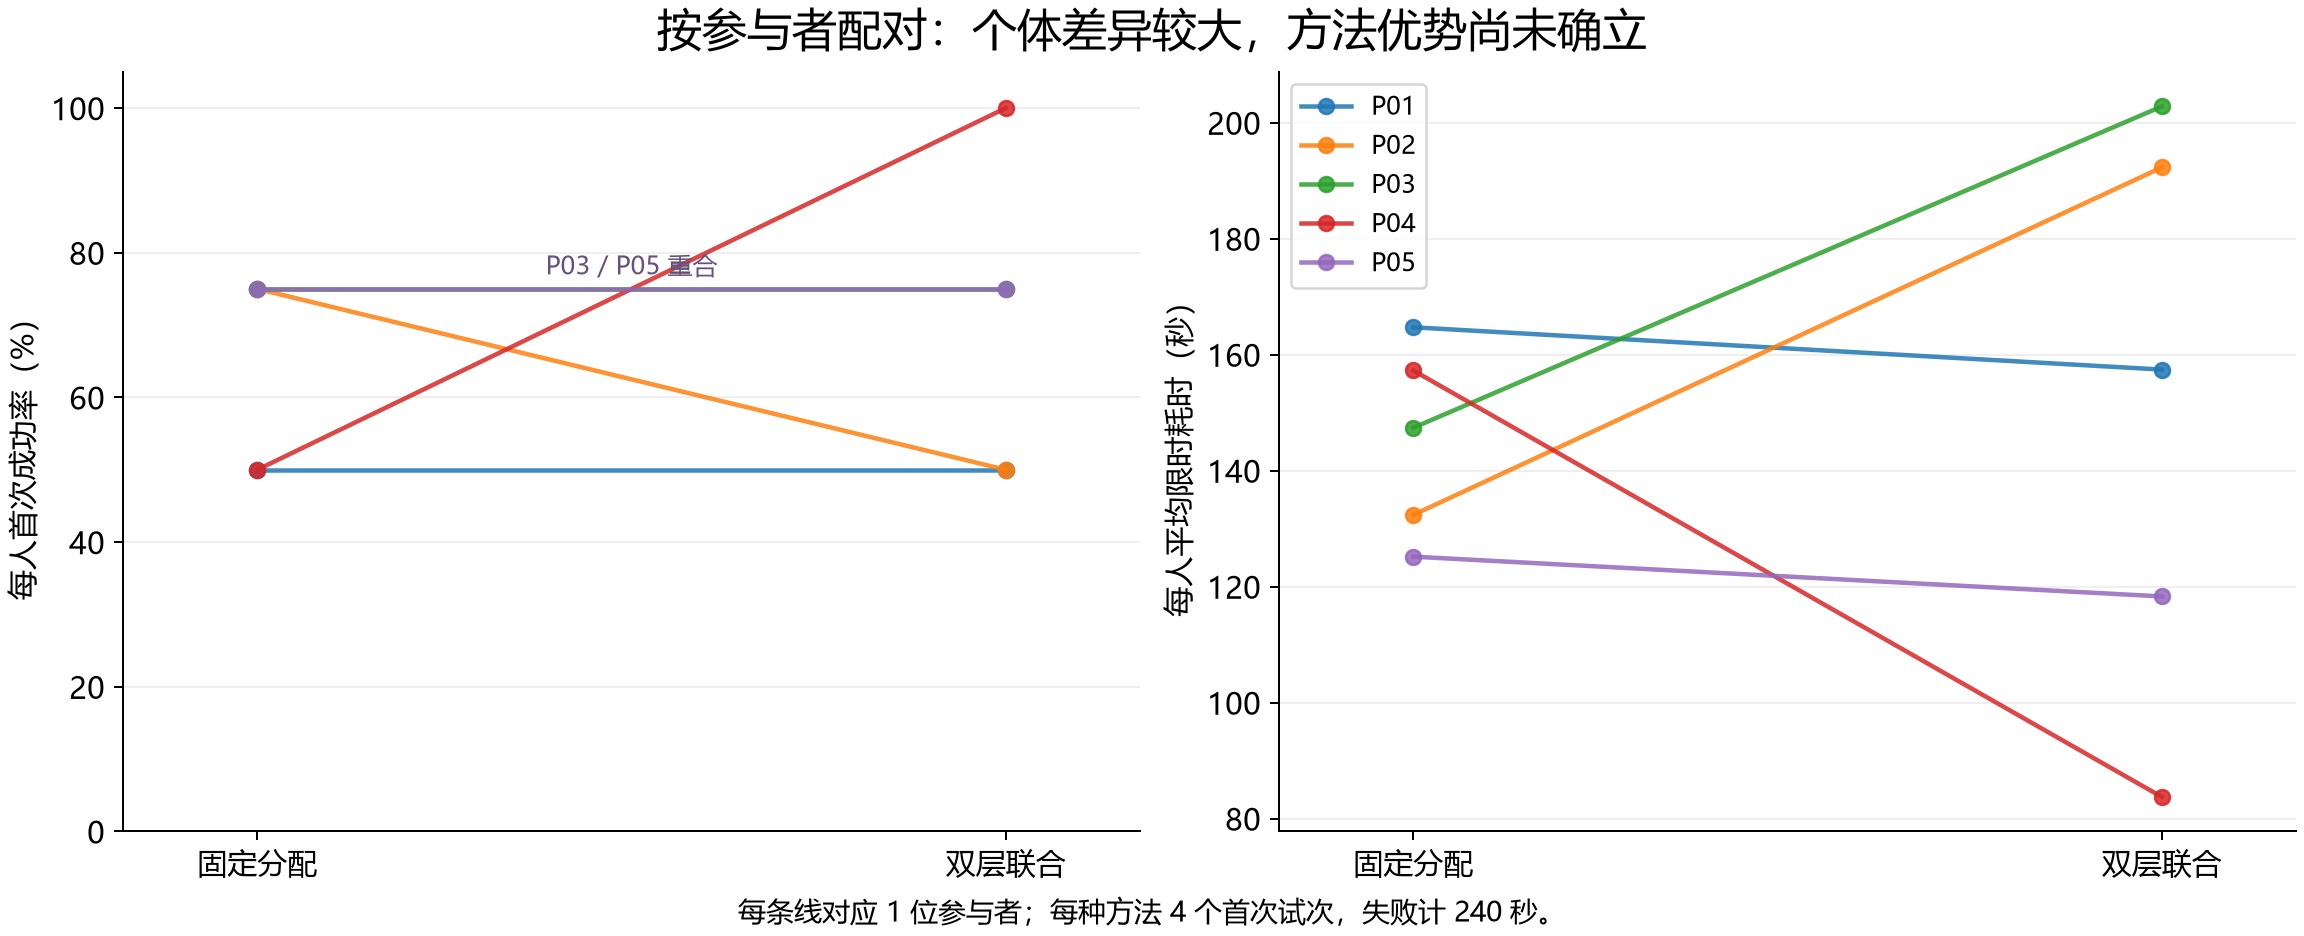 按参与者配对：个体差异较大，方法优势尚未确立
每人首次成功率（%）
100
80
60
40
20
0
P03 / P05 重合
固定分配
双层联合
每人平均限时耗时（秒）
200
180
160
140
120
100
80
P01
P02
P03
P04
P05
固定分配
双层联合
每条线对应 1 位参与者；每种方法 4 个首次试次，失败计 240 秒。